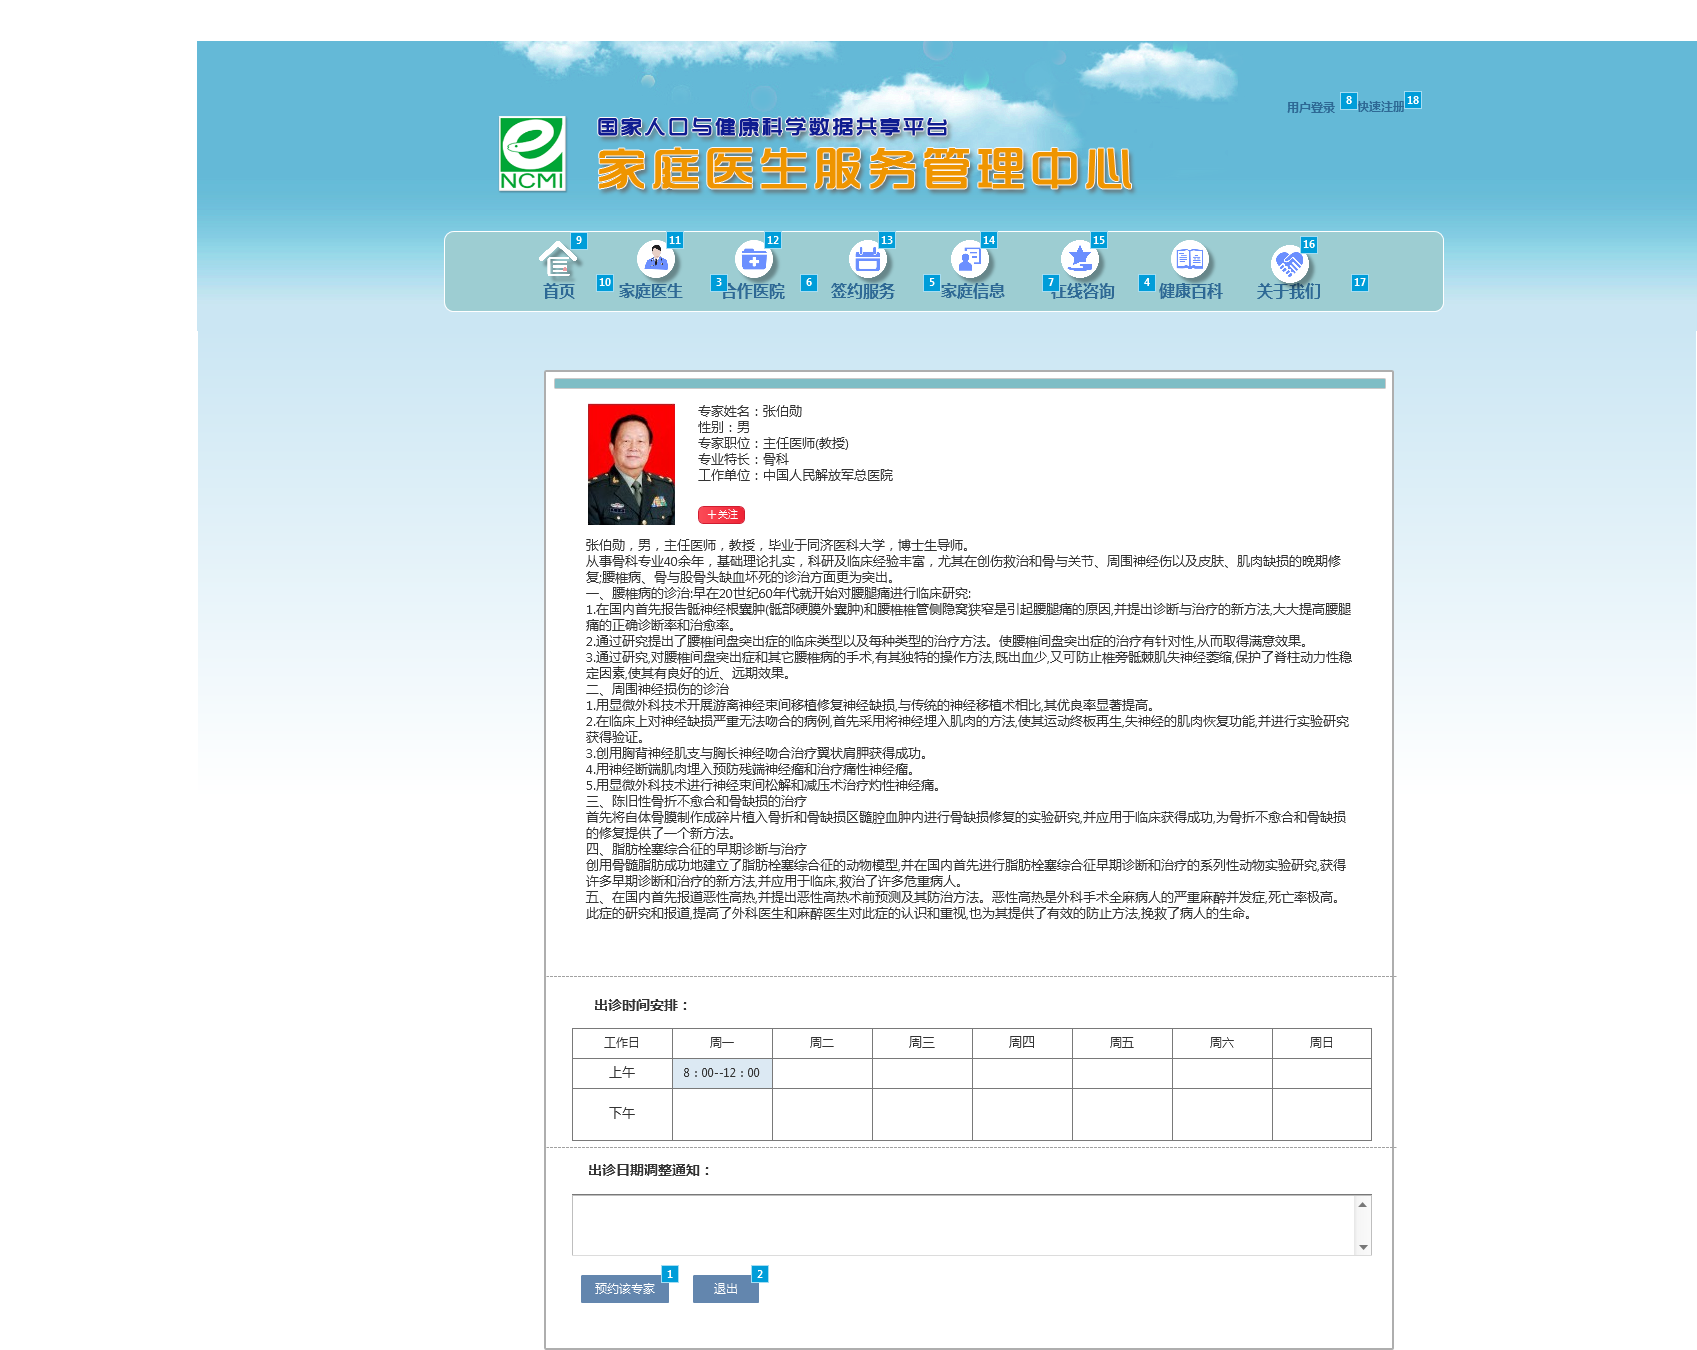 用户登录 8 快速注册 18
国家人口与健康科学数据共享平台
家庭医生服务管理中心
NCMI
9 11 12 13 14 15 16
首页 10 家庭医生 3 合作医院 6 签约服务 5 家庭信息 7 在线咨询 4 健康百科 关于我们 17
专家姓名：张伯勋
性别：男
专家职位：主任医师(教授)
专业特长：骨科
工作单位：中国人民解放军总医院
＋关注
张伯勋，男，主任医师，教授，毕业于同济医科大学，博士生导师。
从事骨科专业40余年，基础理论扎实，科研及临床经验丰富，尤其在创伤救治和骨与关节、周围神经伤以及皮肤、肌肉缺损的晚期修
复;腰椎病、骨与股骨头缺血坏死的诊治方面更为突出。
一、腰椎病的诊治:早在20世纪60年代就开始对腰腿痛进行临床研究:
1.在国内首先报告骶神经根囊肿(骶部硬膜外囊肿)和腰椎椎管侧隐窝狭窄是引起腰腿痛的原因,并提出诊断与治疗的新方法,大大提高腰腿
痛的正确诊断率和治愈率。
2.通过研究提出了腰椎间盘突出症的临床类型以及每种类型的治疗方法。使腰椎间盘突出症的治疗有针对性,从而取得满意效果。
3.通过研究,对腰椎间盘突出症和其它腰椎病的手术,有其独特的操作方法,既出血少,又可防止椎旁骶棘肌失神经萎缩,保护了脊柱动力性稳
定因素,使其有良好的近、远期效果。
二、周围神经损伤的诊治
1.用显微外科技术开展游离神经束间移植修复神经缺损,与传统的神经移植术相比,其优良率显著提高。
2.在临床上对神经缺损严重无法吻合的病例,首先采用将神经埋入肌肉的方法,使其运动终板再生,失神经的肌肉恢复功能,并进行实验研究
获得验证。
3.创用胸背神经肌支与胸长神经吻合治疗翼状肩胛获得成功。
4.用神经断端肌肉埋入预防残端神经瘤和治疗痛性神经瘤。
5.用显微外科技术进行神经束间松解和减压术治疗灼性神经痛。
三、陈旧性骨折不愈合和骨缺损的治疗
首先将自体骨膜制作成碎片植入骨折和骨缺损区髓腔血肿内进行骨缺损修复的实验研究,并应用于临床获得成功,为骨折不愈合和骨缺损
的修复提供了一个新方法。
四、脂肪栓塞综合征的早期诊断与治疗
创用骨髓脂肪成功地建立了脂肪栓塞综合征的动物模型,并在国内首先进行脂肪栓塞综合征早期诊断和治疗的系列性动物实验研究,获得
许多早期诊断和治疗的新方法,并应用于临床,救治了许多危重病人。
五、在国内首先报道恶性高热,并提出恶性高热术前预测及其防治方法。恶性高热是外科手术全麻病人的严重麻醉并发症,死亡率极高。
此症的研究和报道,提高了外科医生和麻醉医生对此症的认识和重视,也为其提供了有效的防止方法,挽救了病人的生命。
出诊时间安排：
工作日 周一 周二 周三 周四 周五 周六 周日
上午 8：00--12：00
下午
出诊日期调整通知：
预约该专家 1 退出 2